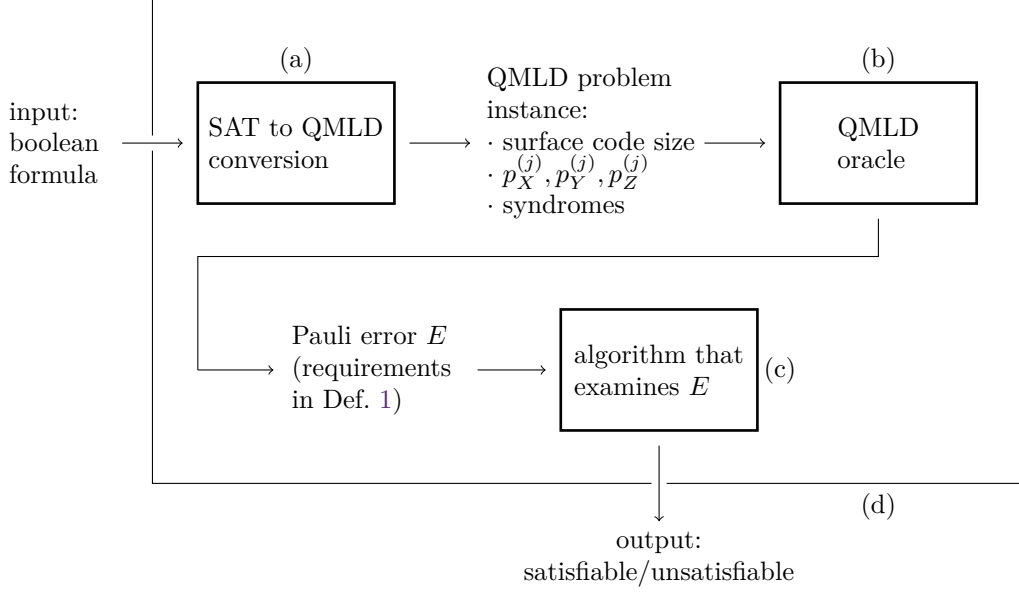 (a)
(b)
input:
boolean
formula
SAT to QMLD
conversion
QMLD problem
instance:
· surface code size
· p_X^{(j)}, p_Y^{(j)}, p_Z^{(j)}
· syndromes
QMLD
oracle
Pauli error E
(requirements
in Def. 1)
algorithm that
examines E
(c)
(d)
output:
satisfiable/unsatisfiable